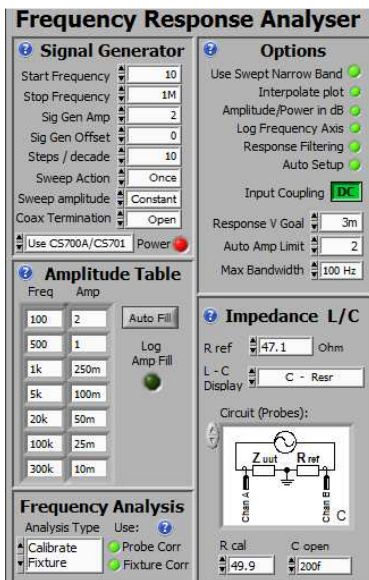 Frequency Response Analyser
? Signal Generator
Start Frequency 10
Stop Frequency 1M
Sig Gen Amp 2
Sig Gen Offset 0
Steps / decade 10
Sweep Action Once
Sweep amplitude Constant
Coax Termination Open
Use CS700A/CS701 Power
? Options
Use Swept Narrow Band
Interpolate plot
Amplitude/Power in dB
Log Frequency Axis
Response Filtering
Auto Setup
Input Coupling DC
Response V Goal 3m
Auto Amp Limit 2
Max Bandwidth 100 Hz
? Amplitude Table
Freq Amp
100 2 Auto Fill
500 1 Log
1k 250m Amp Fill
5k 100m
20k 50m
100k 25m
300k 10m
? Impedance L/C
R ref 47.1 Ohm
L - C
Display C - Resr
Circuit (Probes):
Z uut R ref
Chan A Chan B
C
R cal C open
49.9 200f
Frequency Analysis
Analysis Type Use: ?
Calibrate Probe Corr
Fixture Fixture Corr